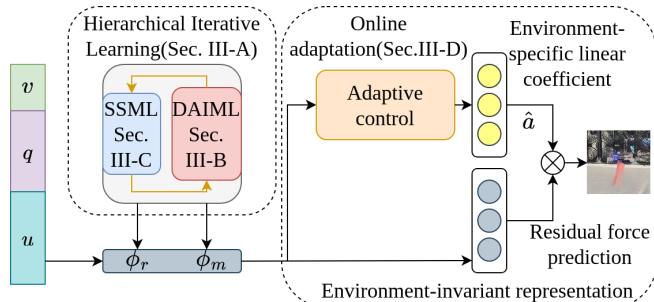 Hierarchical Iterative
Learning(Sec. III-A)
Online
adaptation(Sec.III-D)
Environment-
specific linear
coefficient
v
q
u
SSML
Sec.
III-C
DAIML
Sec.
III-B
Adaptive
control
â
ϕr
ϕm
Residual force
prediction
Environment-invariant representation